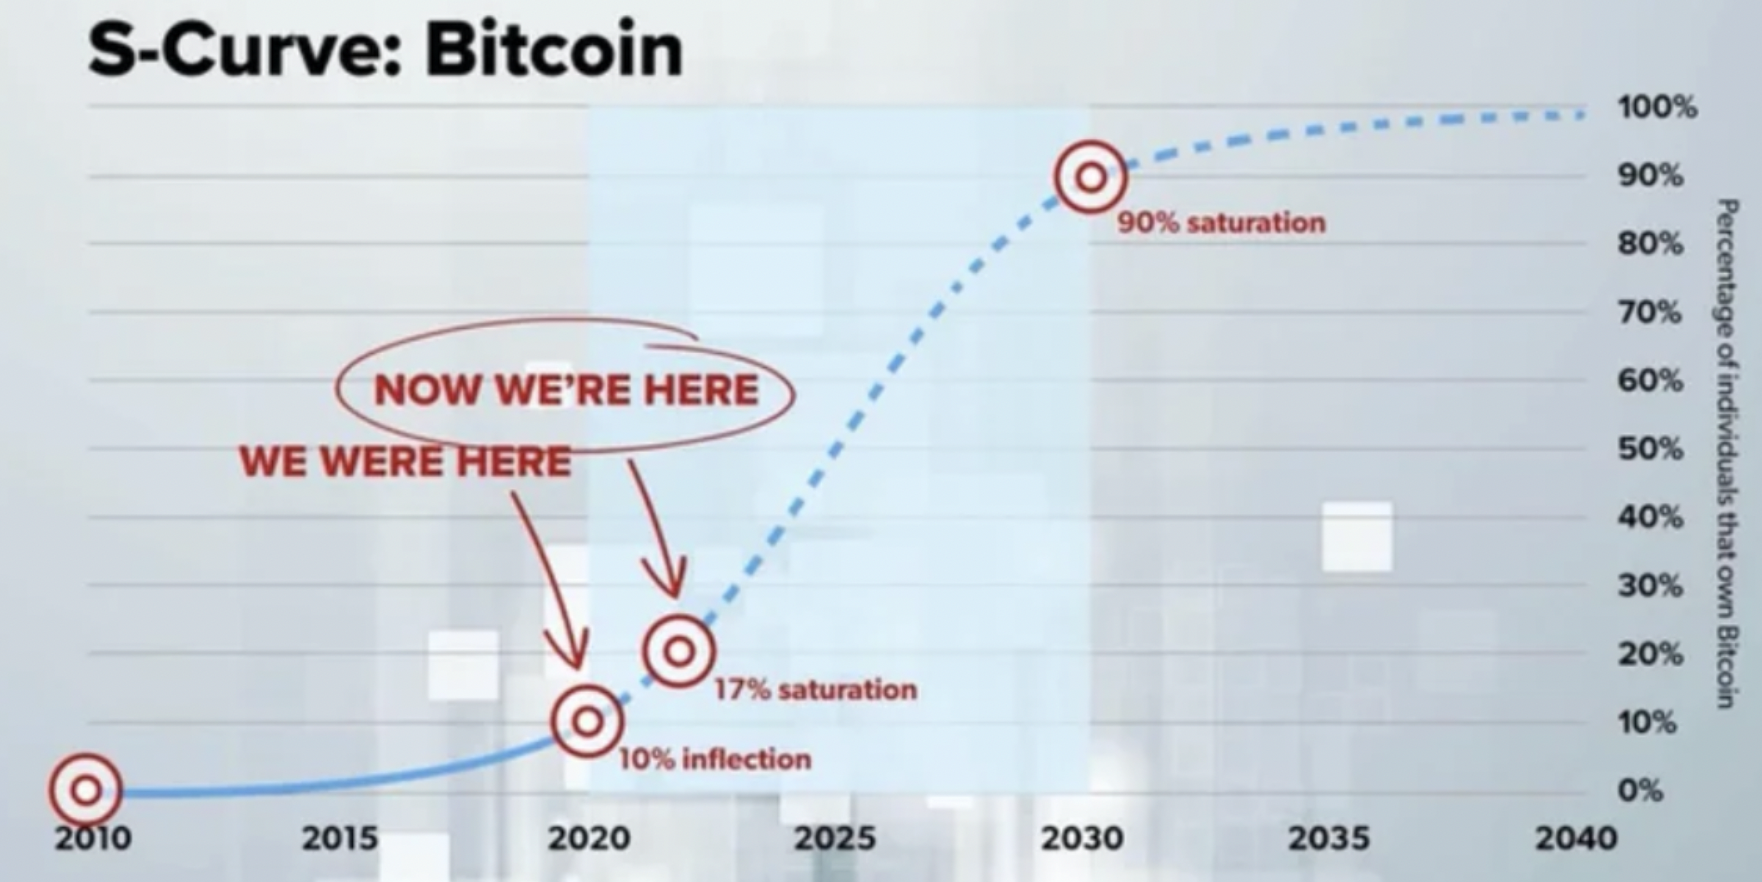 S-Curve: Bitcoin
100%
90%
90% saturation
80%
70%
NOW WE’RE HERE
60%
WE WERE HERE
50%
40%
30%
20%
17% saturation
10%
10% inflection
0%
2010 2015 2020 2025 2030 2035 2040
Percentage of individuals that own Bitcoin